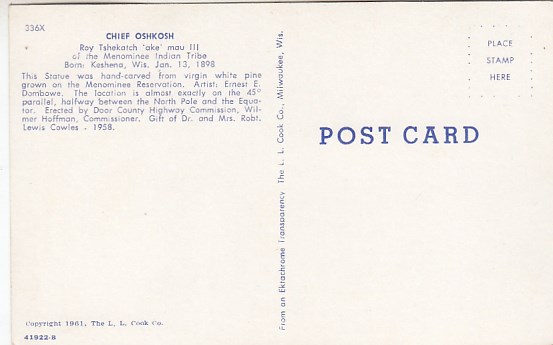 336X
CHIEF OSHKOSH
Roy Tshekatch 'ake' mau III
of the Menominee Indian Tribe
Born: Keshena, Wis. Jan. 13, 1898
This Statue was hand-carved from virgin white pine
grown on the Menominee Reservation. Artist: Ernest E.
Dombowe. The location is almost exactly on the 45°
parallel, halfway between the North Pole and the Equa-
tor. Erected by Door County Highway Commission, Wil-
mer Hoffman, Commissioner. Gift of Dr. and Mrs. Robt.
Lewis Cowles - 1958.
Copyright 1961, The L. L. Cook Co.
41922-B
From an Ektachrome Transparency The L. L. Cook Co., Milwaukee, Wis.
PLACE
STAMP
HERE
POST CARD